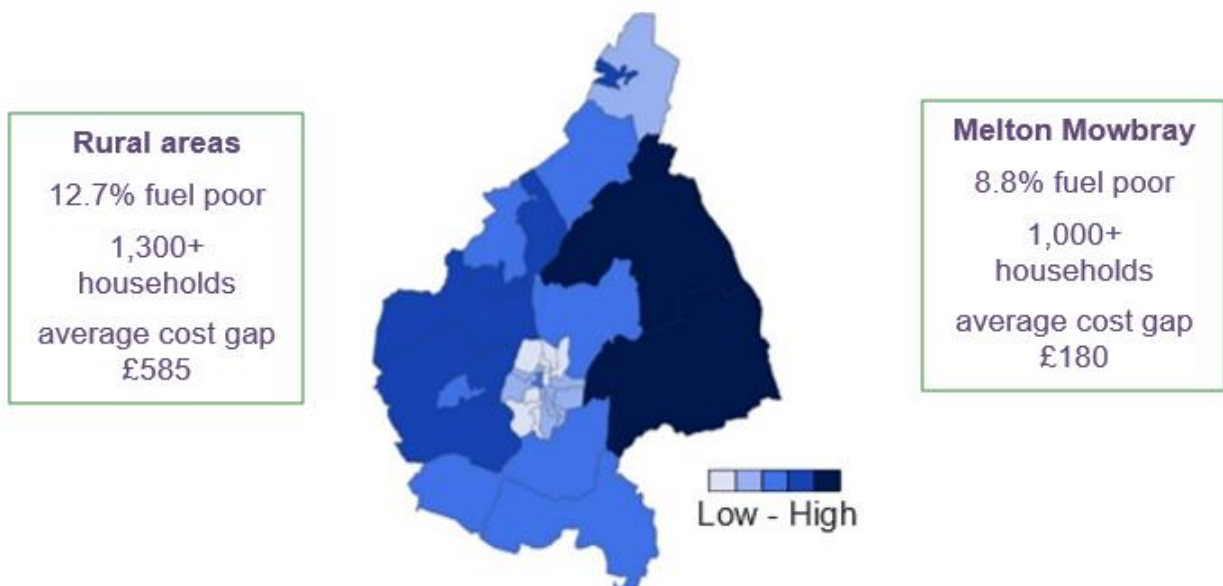 Rural areas
12.7% fuel poor
1,300+
households
average cost gap
£585
Melton Mowbray
8.8% fuel poor
1,000+
households
average cost gap
£180
Low - High